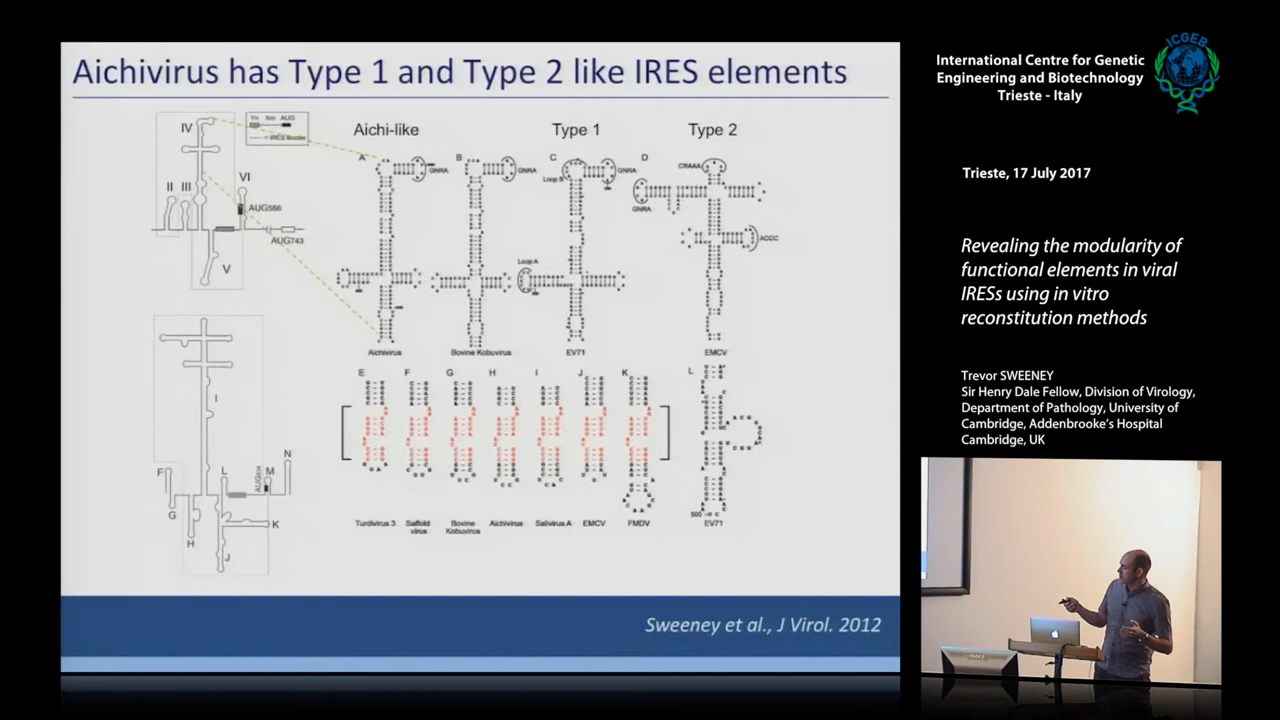 Aichivirus has Type 1 and Type 2 like IRES elements
IV
Yn Xm AUG
II III
VI
AUG586
AUG743
V
Aichi-like
Type 1
Type 2
A
B
C
D
GNRA
GNRA
Loop B
GNRA
CRAAA
GNRA
Loop A
Aichivirus
Bovine Kobuvirus
EV71
EMCV
I
F
G
H
L
M
N
K
J
E
F
G
H
I
J
K
L
Turdivirus 3
Saffold
virus
Bovine
Kobuvirus
Aichivirus
Salivirus A
EMCV
FMDV
500
EV71
Sweeney et al., J Virol. 2012
ICGEB
International Centre for Genetic
Engineering and Biotechnology
Trieste - Italy
Trieste, 17 July 2017
Revealing the modularity of
functional elements in viral
IRESs using in vitro
reconstitution methods
Trevor SWEENEY
Sir Henry Dale Fellow, Division of Virology,
Department of Pathology, University of
Cambridge, Addenbrooke's Hospital
Cambridge, UK